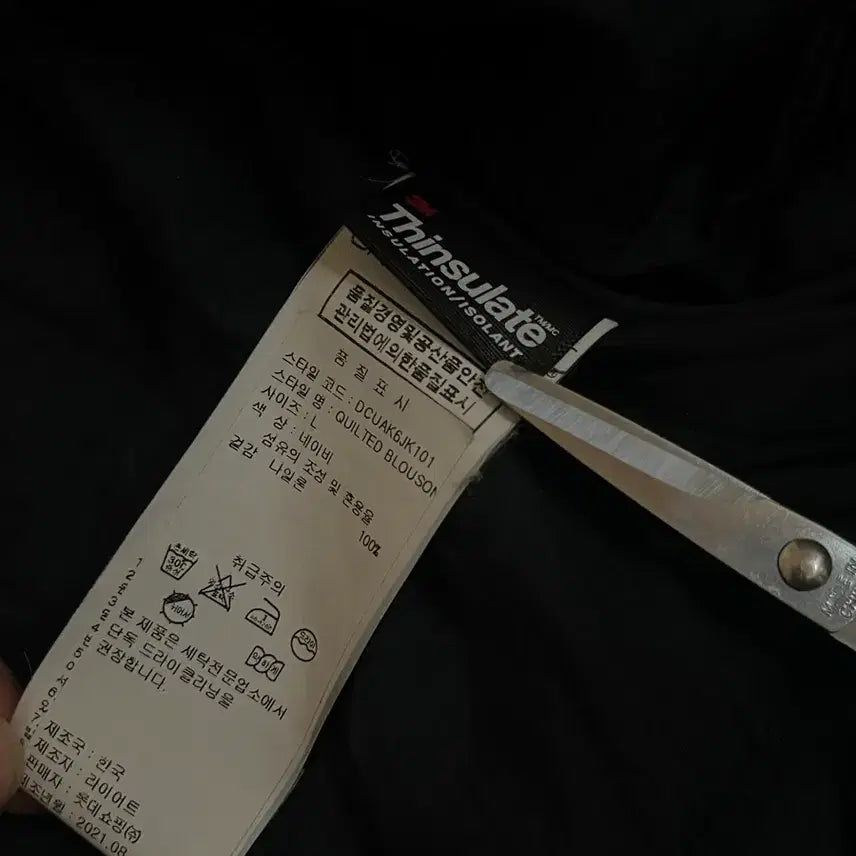 3M
Thinsulate
INSULATION/ISOLANT
품질경영및공산품안전
관리법에의한품질표시
품 질 표 시
스타일 코드 : DCUAK6JK101
스타일 명 : QUILTED BLOUSON
사이즈 : L
색 상 : 네이비
섬유의 조성 및 혼용율
겉감 나일론 100%
취급주의
본 제품은 세탁전문업소에서
단독 드라이클리닝을
권장합니다.
제조국 : 한국
제조자 : 라이어트
판매자 : 롯데쇼핑(주)
제조년월 : 2021.08